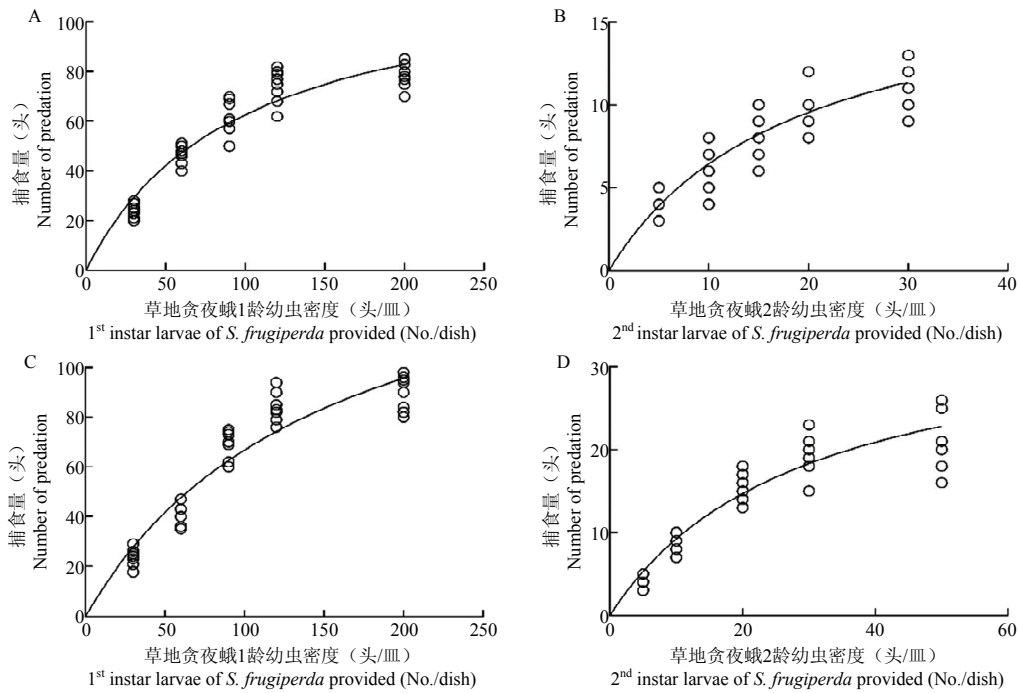 A
100
80
60
40
20
0
捕食量（头）
Number of predation
0 50 100 150 200 250
草地贪夜蛾1龄幼虫密度（头/皿）
1st instar larvae of S. frugiperda provided (No./dish)
B
15
10
5
0
捕食量（头）
Number of predation
0 10 20 30 40
草地贪夜蛾2龄幼虫密度（头/皿）
2nd instar larvae of S. frugiperda provided (No./dish)
C
100
80
60
40
20
0
捕食量（头）
Number of predation
0 50 100 150 200 250
草地贪夜蛾1龄幼虫密度（头/皿）
1st instar larvae of S. frugiperda provided (No./dish)
D
30
20
10
0
捕食量（头）
Number of predation
0 20 40 60
草地贪夜蛾2龄幼虫密度（头/皿）
2nd instar larvae of S. frugiperda provided (No./dish)